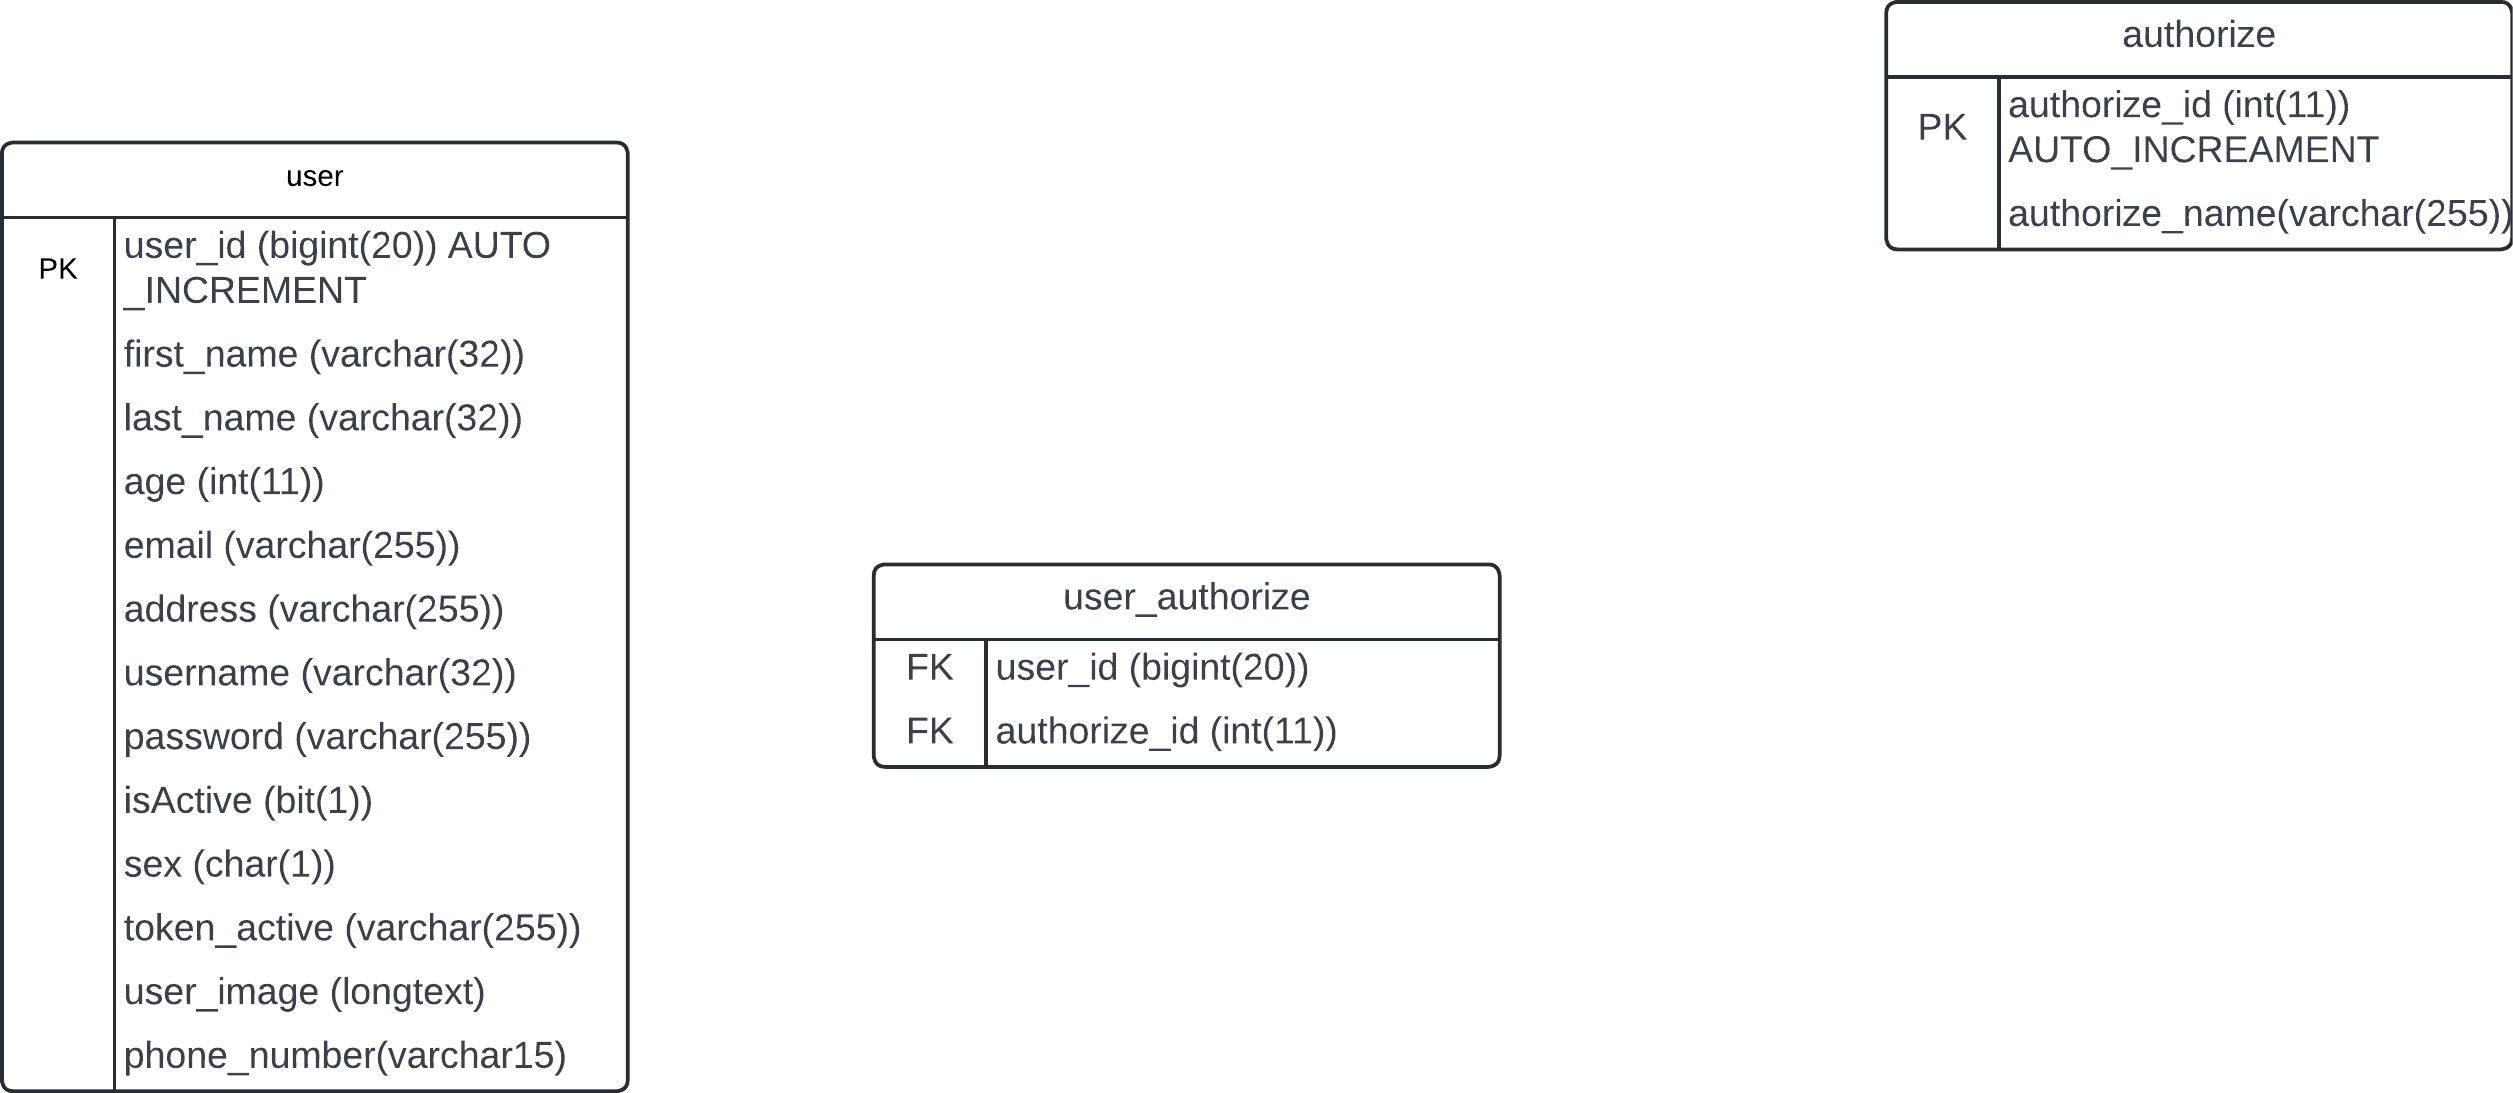 user
PK
user_id (bigint(20)) AUTO
_INCREMENT
first_name (varchar(32))
last_name (varchar(32))
age (int(11))
email (varchar(255))
address (varchar(255))
username (varchar(32))
password (varchar(255))
isActive (bit(1))
sex (char(1))
token_active (varchar(255))
user_image (longtext)
phone_number(varchar15)
user_authorize
FK user_id (bigint(20))
FK authorize_id (int(11))
authorize
PK
authorize_id (int(11))
AUTO_INCREAMENT
authorize_name(varchar(255))